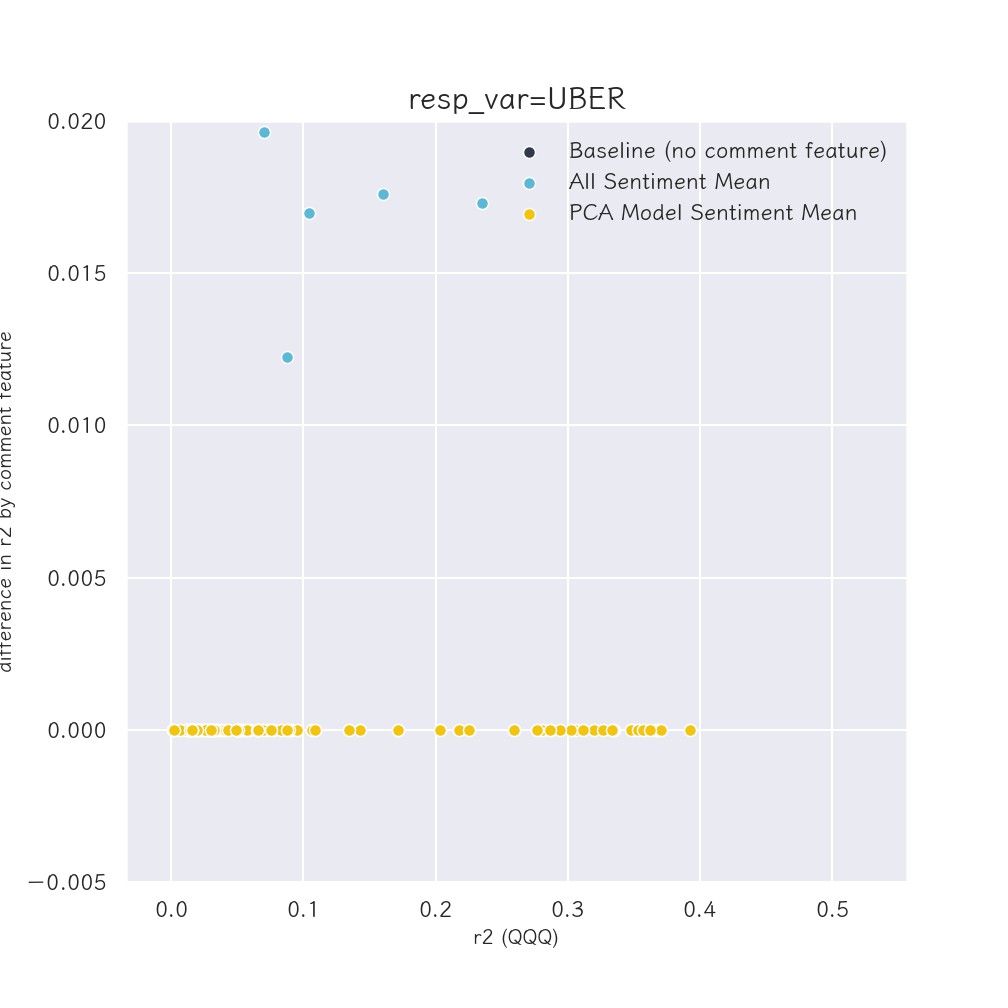 resp_var=UBER
0.020
0.015
0.010
0.005
0.000
−0.005
difference in r2 by comment feature
Baseline (no comment feature)
All Sentiment Mean
PCA Model Sentiment Mean
0.0 0.1 0.2 0.3 0.4 0.5
r2 (QQQ)